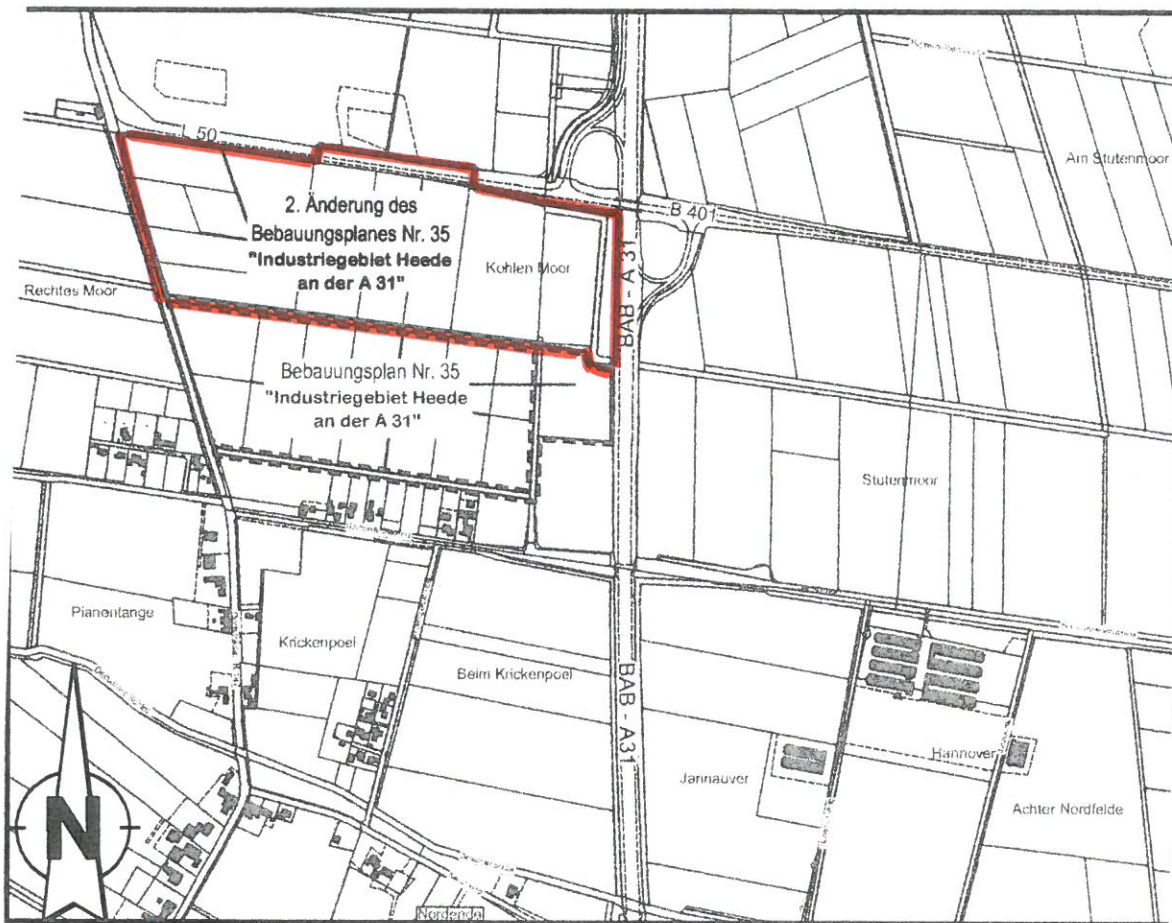 L 50
Am Stutenmoor
B 401
2. Änderung des
Bebauungsplanes Nr. 35
"Industriegebiet Heede
an der A 31"
Kohlen Moor
BAB - A 31
Rechtes Moor
Bebauungsplan Nr. 35
"Industriegebiet Heede
an der A 31"
Stutenmoor
Krickenpoel
Beim Krickenpoel
BAB - A31
Hannover
Jannauver
Achter Nordfelde
N
Nordende